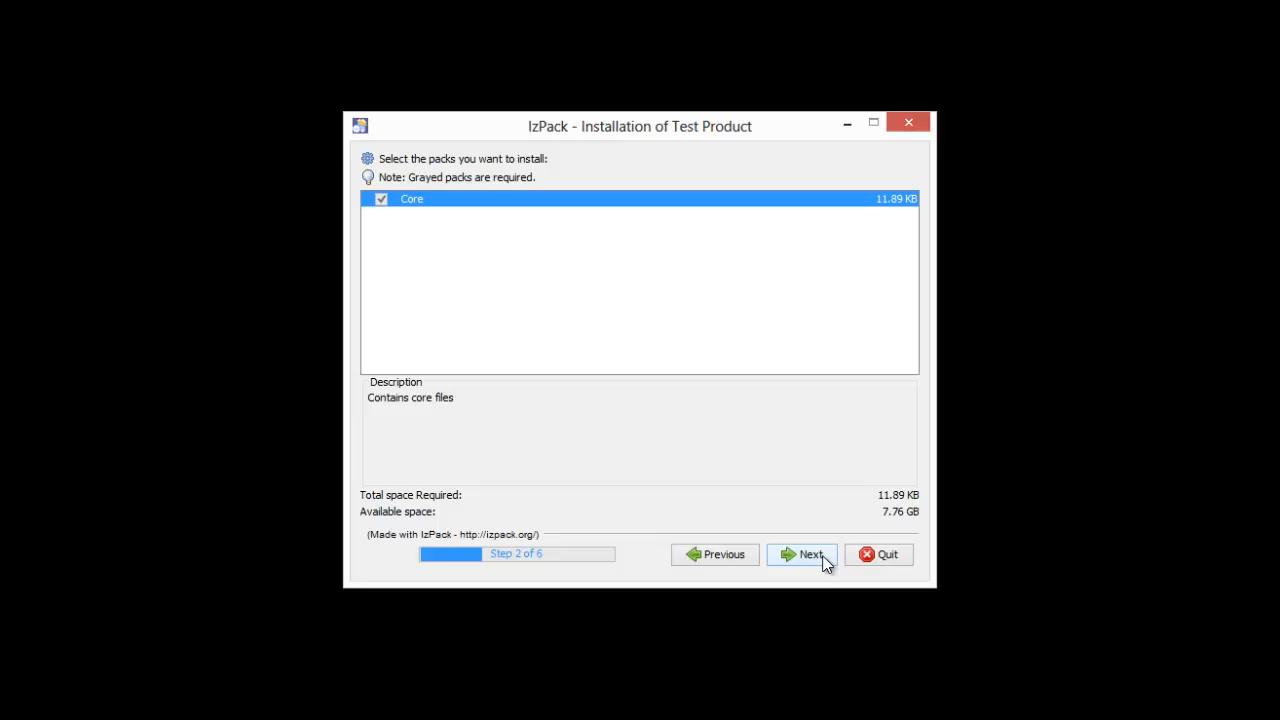 IzPack - Installation of Test Product
Select the packs you want to install:
Note: Grayed packs are required.
Core 11.89 KB
Description
Contains core files
Total space Required: 11.89 KB
Available space: 7.76 GB
(Made with IzPack - http://izpack.org/)
Step 2 of 6 Previous Next Quit